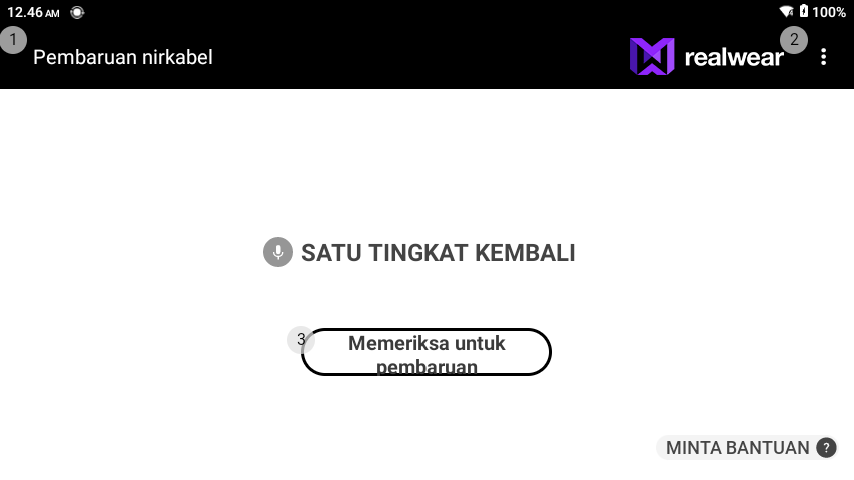 12.46 AM
100%
1
2
Pembaruan nirkabel
realwear
SATU TINGKAT KEMBALI
3
Memeriksa untuk
pembaruan
MINTA BANTUAN ?